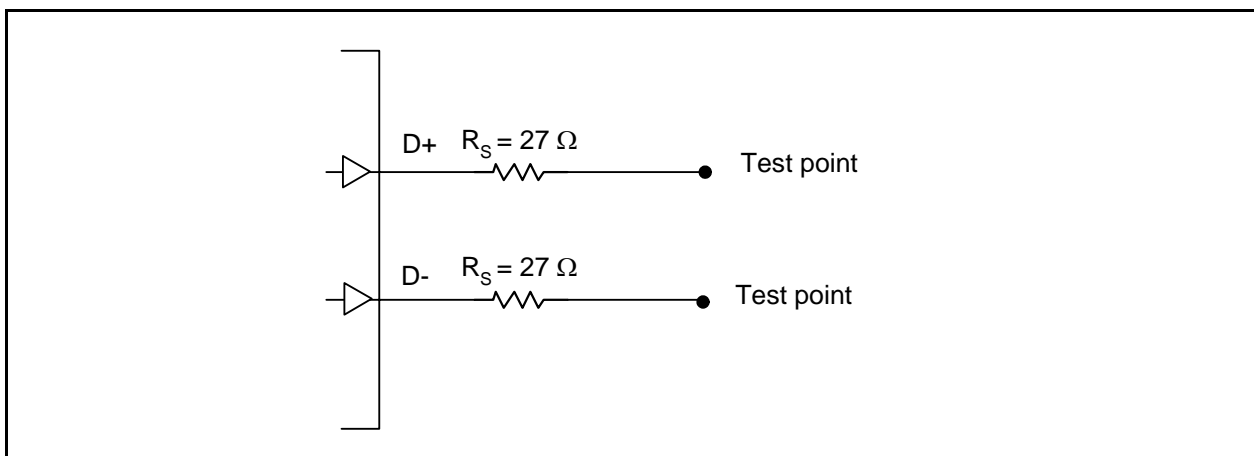 D+ R_S = 27 Ω Test point
D- R_S = 27 Ω Test point